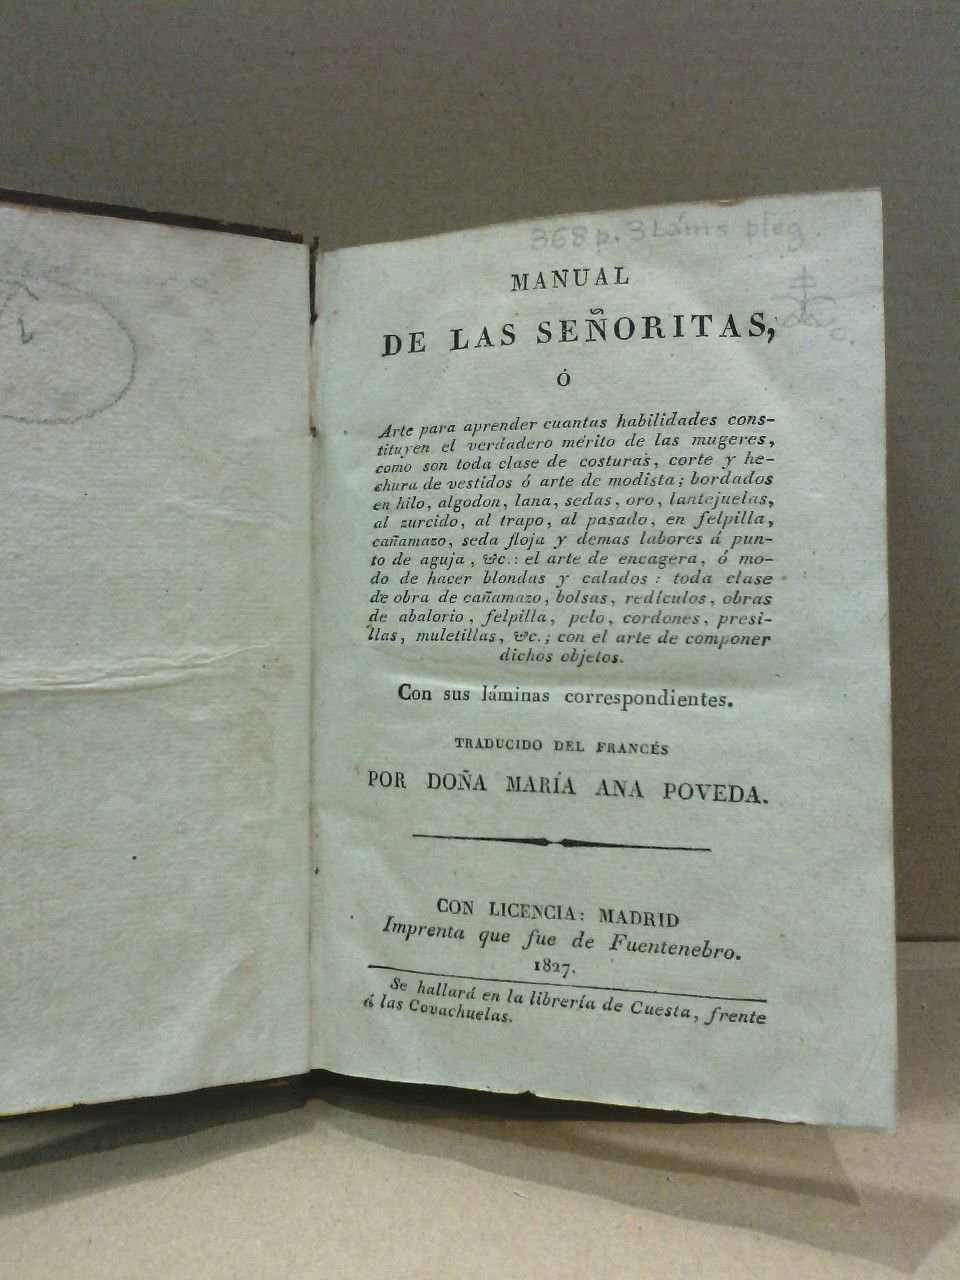 368 p. 3 Láms pleg.
MANUAL
DE LAS SEÑORITAS,
Ó
Arte para aprender cuantas habilidades cons-
tituyen el verdadero mérito de las mugeres,
como son toda clase de costuras, corte y he-
chura de vestidos ó arte de modista; bordados
en hilo, algodon, lana, sedas, oro, lantejuelas,
al zurcido, al trapo, al pasado, en felpilla,
cañamazo, seda floja y demas labores á pun-
to de aguja, &c.: el arte de encagera, ó mo-
do de hacer blondas y calados: toda clase
de obra de cañamazo, bolsas, redículos, obras
de abalorio, felpilla, pelo, cordones, presi-
llas, muletillas, &c.; con el arte de componer
dichos objetos.
Con sus láminas correspondientes.
TRADUCIDO DEL FRANCÉS
POR DOÑA MARÍA ANA POVEDA.
CON LICENCIA: MADRID
Imprenta que fue de Fuentenebro.
1827.
Se hallará en la librería de Cuesta, frente
á las Covachuelas.